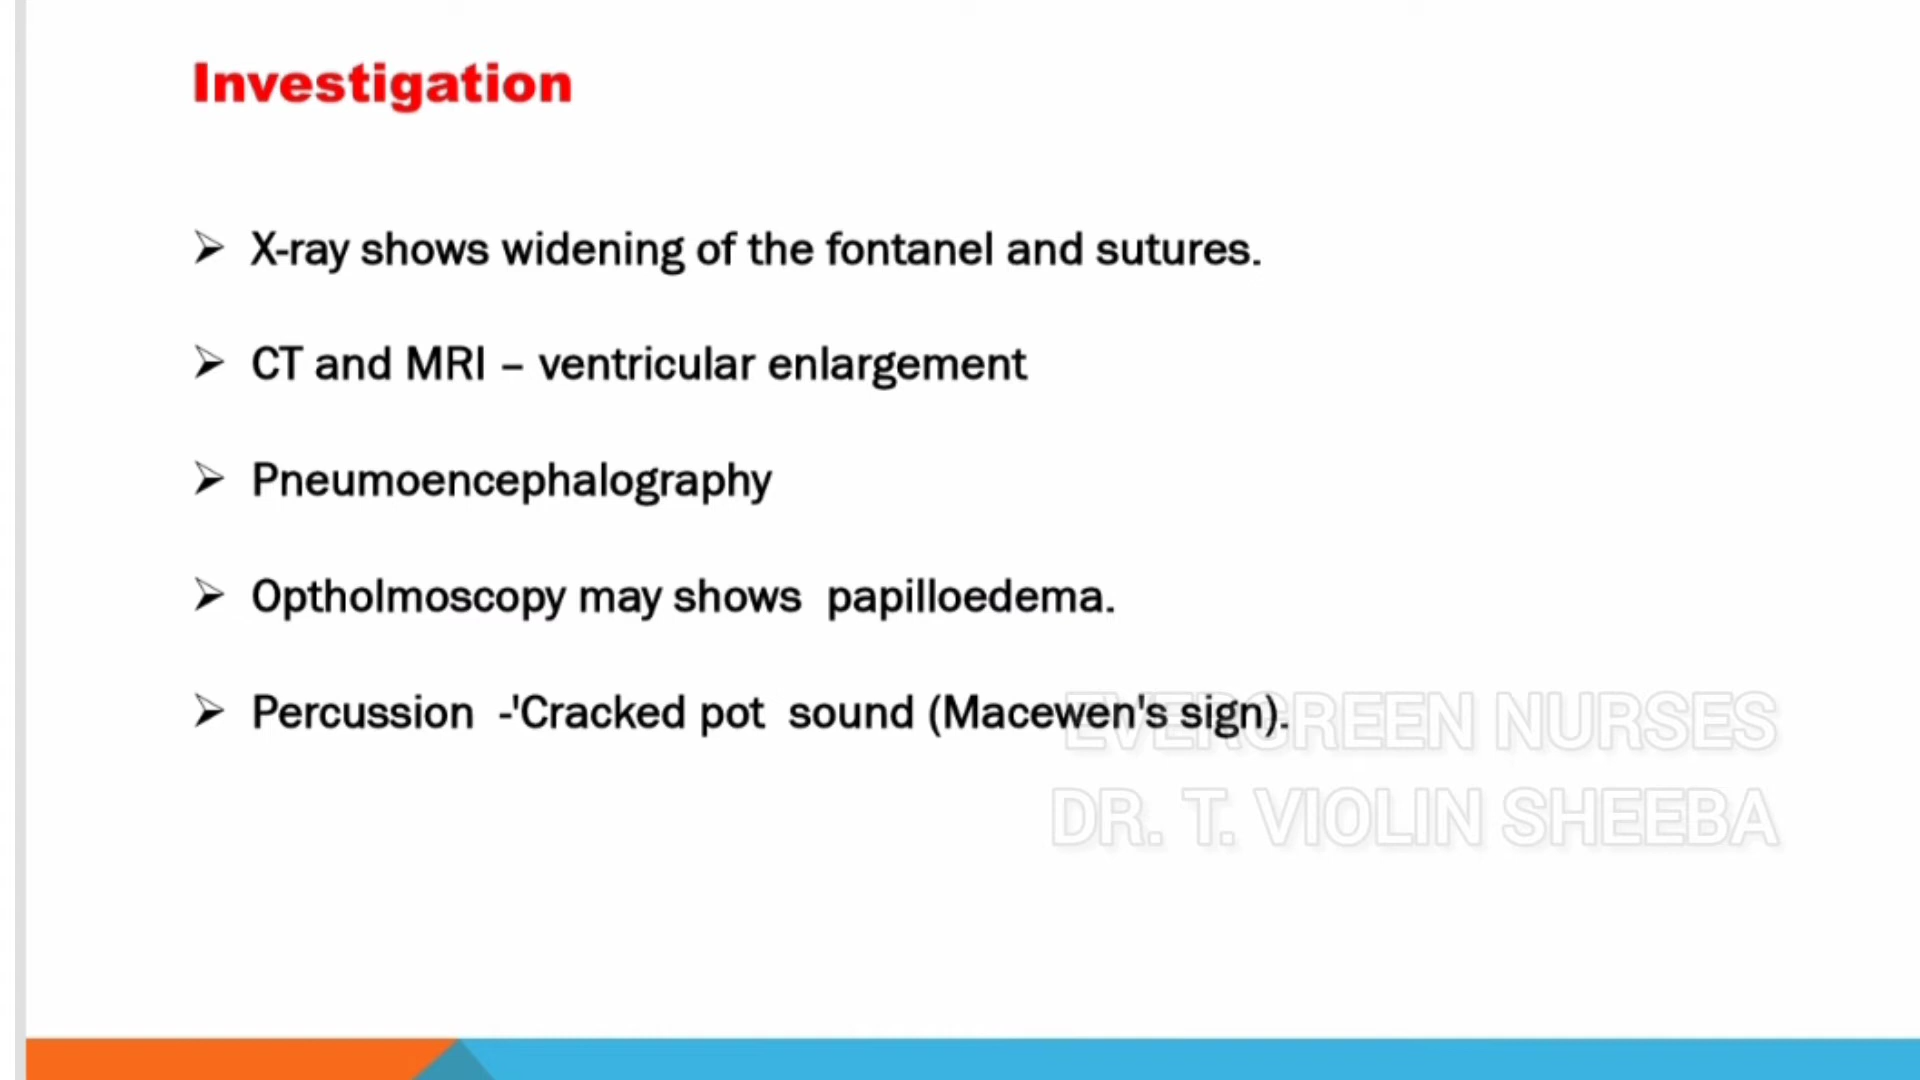 Investigation
X-ray shows widening of the fontanel and sutures.
CT and MRI – ventricular enlargement
Pneumoencephalography
Optholmoscopy may shows  papilloedema.
Percussion  -'Cracked pot  sound (Macewen's sign).
EVERGREEN NURSES
DR. T. VIOLIN SHEEBA